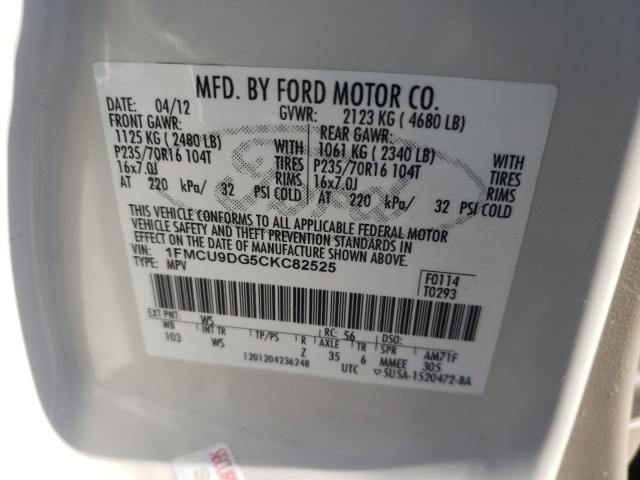 MFD. BY FORD MOTOR CO.
DATE: 04/12 GVWR: 2123 KG ( 4680 LB)
FRONT GAWR: REAR GAWR:
1125 KG ( 2480 LB) WITH 1061 KG ( 2340 LB) WITH
P235/70R16 104T TIRES P235/70R16 104T TIRES
16x7.0J RIMS 16x7.0J RIMS
AT 220 kPa/ 32 PSI COLD AT 220 kPa/ 32 PSI COLD
THIS VEHICLE CONFORMS TO ALL APPLICABLE FEDERAL MOTOR
VEHICLE SAFETY AND THEFT PREVENTION STANDARDS IN
EFFECT ON THE DATE OF MANUFACTURE SHOWN ABOVE.
VIN: 1FMCU9DG5CKC82525
TYPE: MPV
F0114
T0293
EXT PNT: WS RC: 56 DSO:
WB INT TR TP/PS R AXLE TR SPR AM71F
103 WS Z 35 6 MMEE 305
1201204236248 UTC 5U5A-1520472-BA
Ford
SECUR